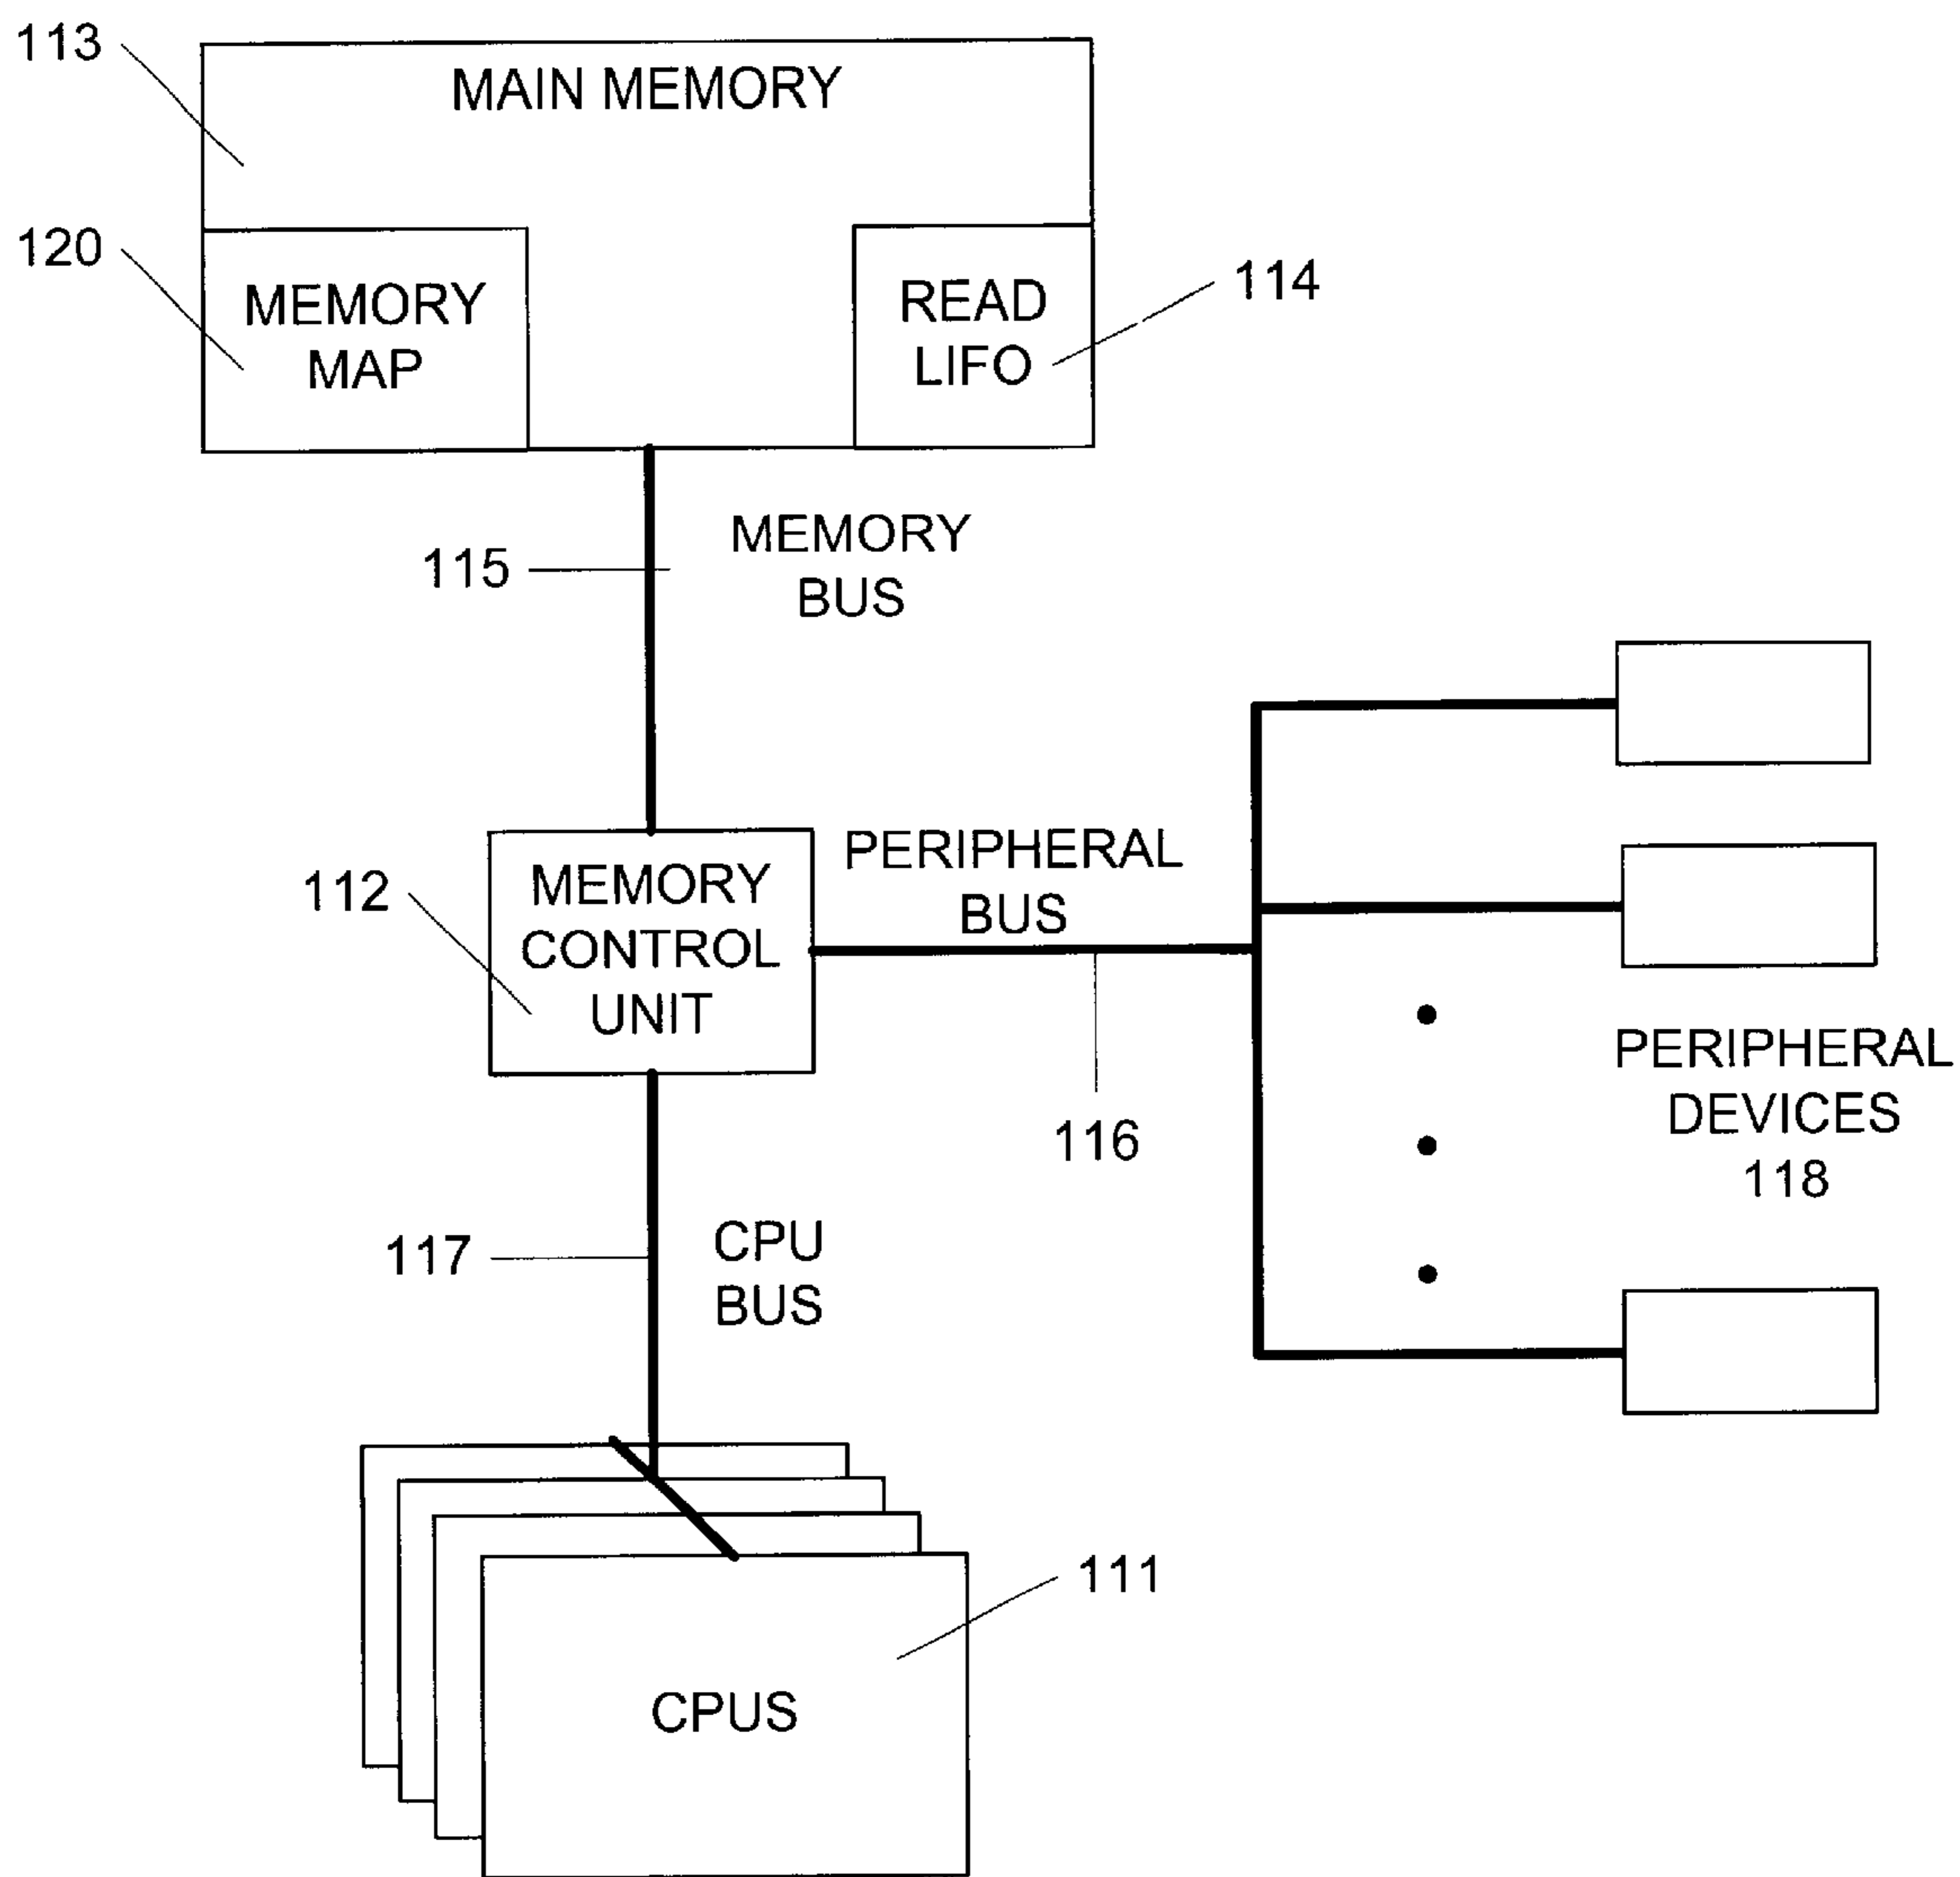 113
MAIN MEMORY
120
MEMORY
MAP
READ
LIFO
114
115
MEMORY
BUS
112
MEMORY
CONTROL
UNIT
PERIPHERAL
BUS
116
PERIPHERAL
DEVICES
118
117
CPU
BUS
111
CPUS